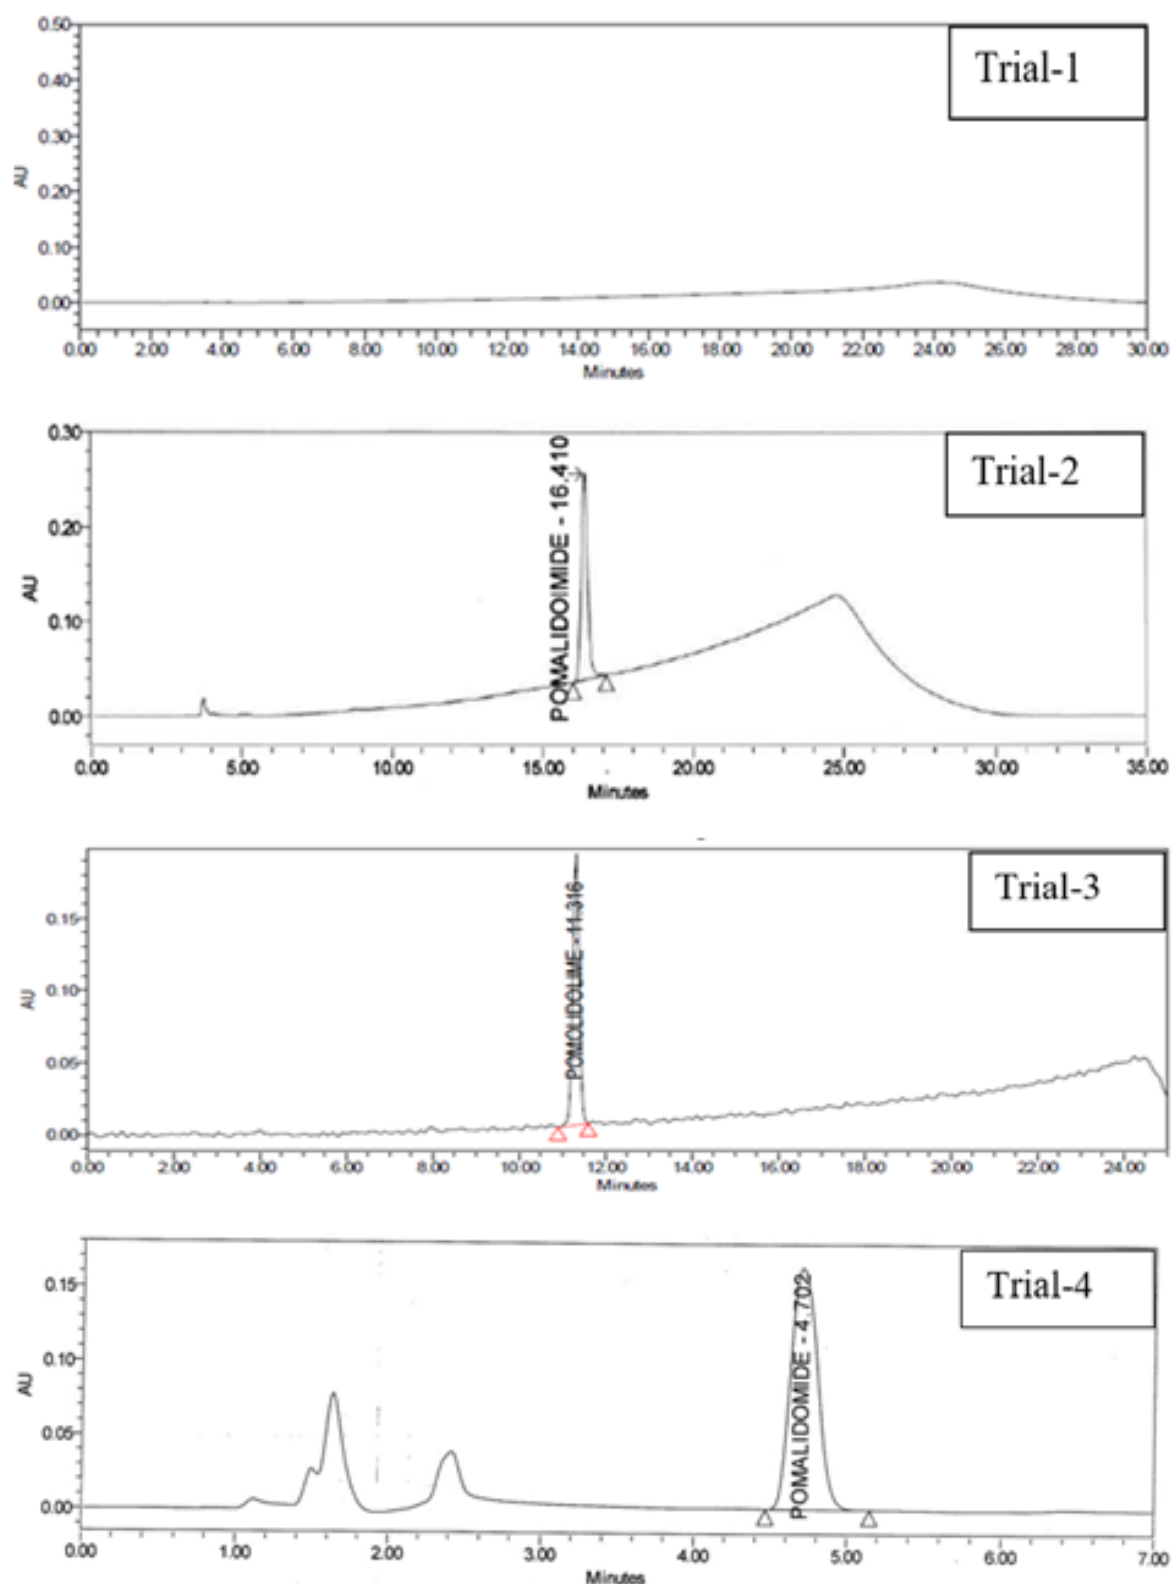 Trial-1
0.50
0.40
0.30
0.20
0.10
0.00
AU
0.00 2.00 4.00 6.00 8.00 10.00 12.00 14.00 16.00 18.00 20.00 22.00 24.00 26.00 28.00 30.00
Minutes
Trial-2
0.30
0.20
0.10
0.00
AU
POMALIDOIMIDE - 16.410
0.00 5.00 10.00 15.00 20.00 25.00 30.00 35.00
Minutes
Trial-3
0.15
0.10
0.05
0.00
AU
POMOLIDOLIME - 11.316
0.00 2.00 4.00 6.00 8.00 10.00 12.00 14.00 16.00 18.00 20.00 22.00 24.00
Minutes
Trial-4
0.15
0.10
0.05
0.00
AU
POMALIDOMIDE - 4.702
0.00 1.00 2.00 3.00 4.00 5.00 6.00 7.00
Minutes